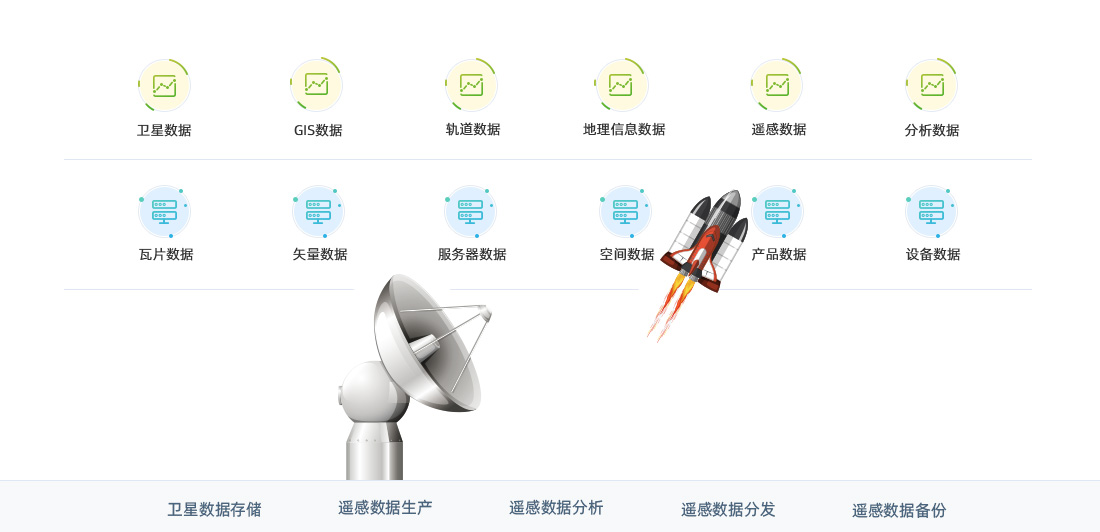 卫星数据 GIS数据 轨道数据 地理信息数据 遥感数据 分析数据
瓦片数据 矢量数据 服务器数据 空间数据 产品数据 设备数据
卫星数据存储 遥感数据生产 遥感数据分析 遥感数据分发 遥感数据备份